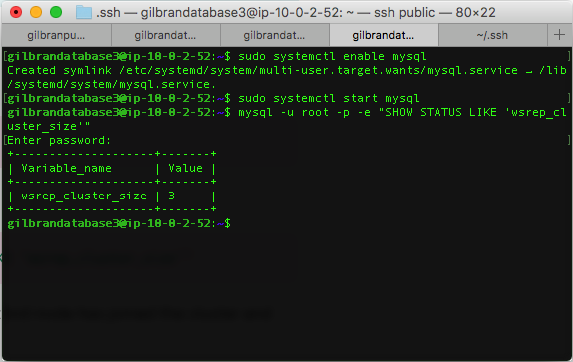 .ssh — gilbrandatabase3@ip-10-0-2-52: ~ — ssh public — 80×22
gilbranpu... gilbrandat... gilbrandat... gilbrandat... ~/.ssh +
[gilbrandatabase3@ip-10-0-2-52:~$ sudo systemctl enable mysql ]
Created symlink /etc/systemd/system/multi-user.target.wants/mysql.service → /lib
/systemd/system/mysql.service.
[gilbrandatabase3@ip-10-0-2-52:~$ sudo systemctl start mysql ]
[gilbrandatabase3@ip-10-0-2-52:~$ mysql -u root -p -e "SHOW STATUS LIKE 'wsrep_cl
uster_size'"
[Enter password: ]
+--------------------+-------+
| Variable_name      | Value |
+--------------------+-------+
| wsrep_cluster_size | 3     |
+--------------------+-------+
gilbrandatabase3@ip-10-0-2-52:~$